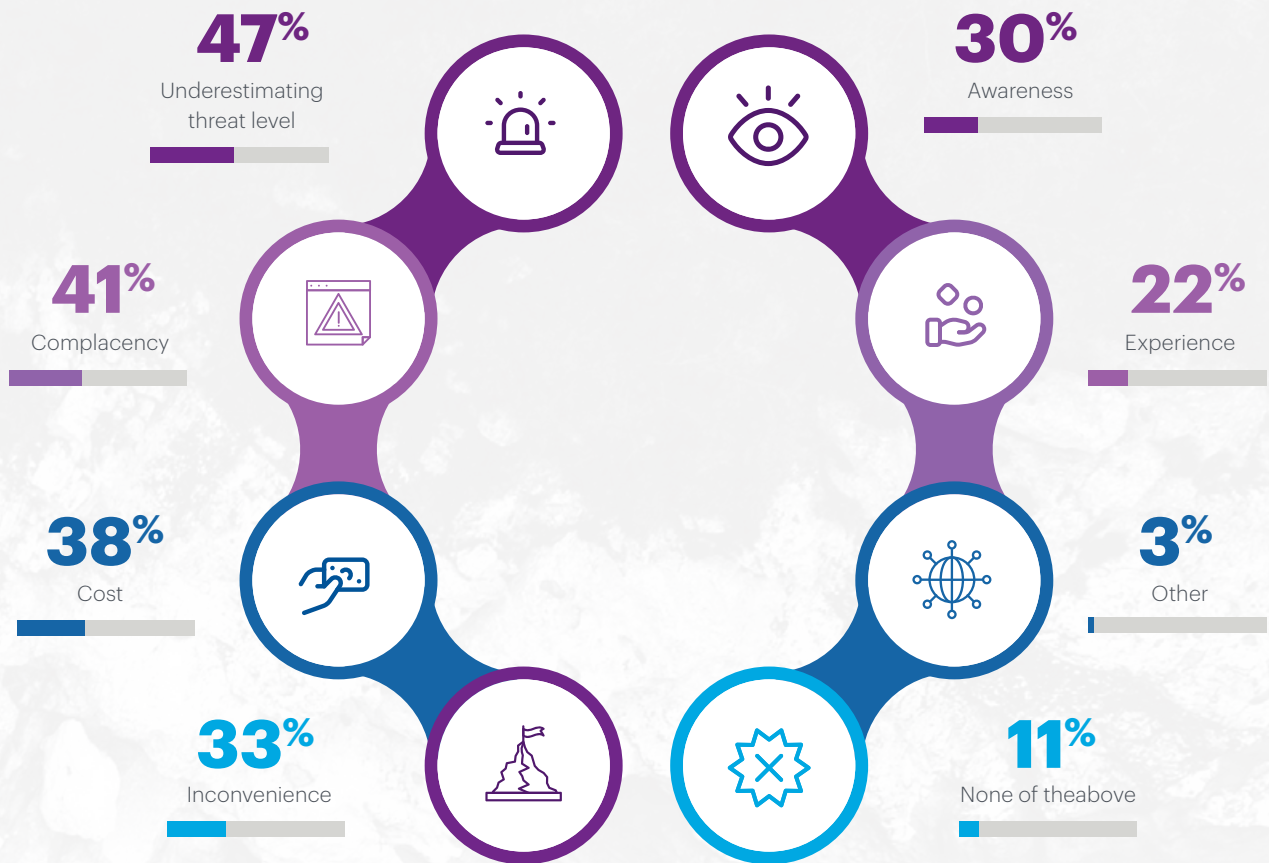 47%
Underestimating
threat level
41%
Complacency
38%
Cost
33%
Inconvenience
30%
Awareness
22%
Experience
3%
Other
11%
None of theabove